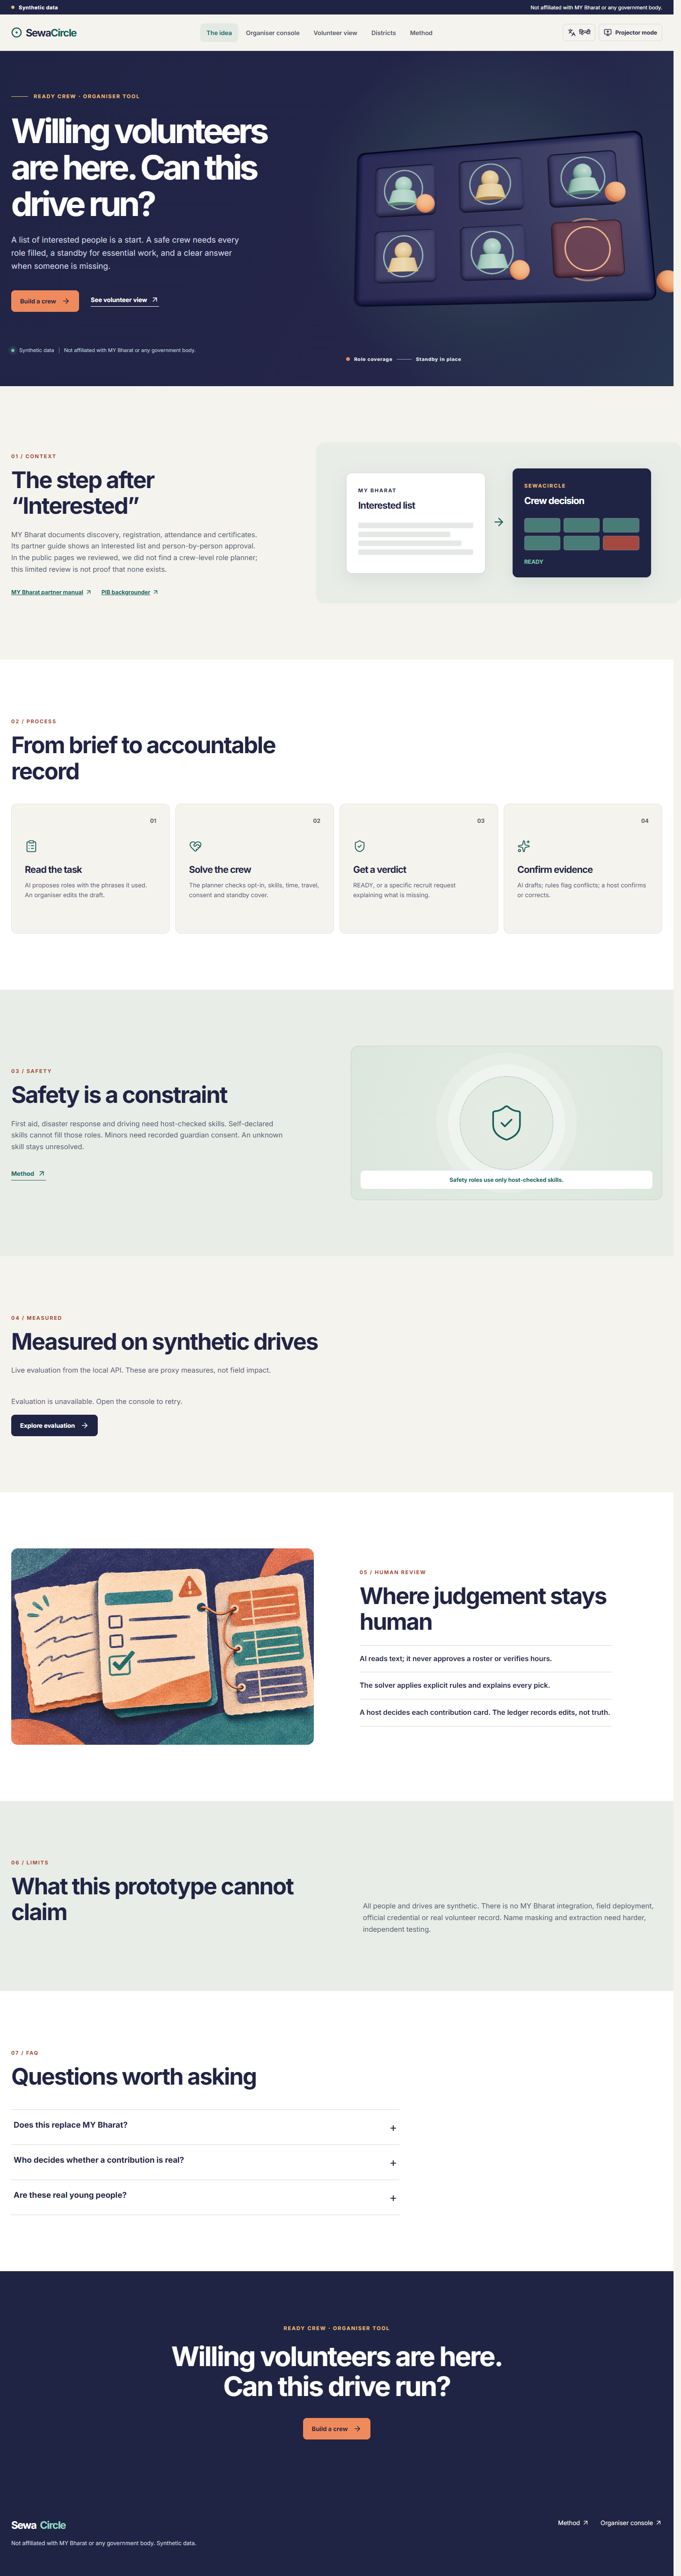 Synthetic data
Not affiliated with MY Bharat or any government body.
SewaCircle
The idea
Organiser console
Volunteer view
Districts
Method
हिन्दी
Projector mode
READY CREW · ORGANISER TOOL
Willing volunteers
are here. Can this
drive run?
A list of interested people is a start. A safe crew needs every
role filled, a standby for essential work, and a clear answer
when someone is missing.
Build a crew
See volunteer view
Synthetic data
Not affiliated with MY Bharat or any government body.
Role coverage
Standby in place
01 / CONTEXT
The step after
“Interested”
MY Bharat documents discovery, registration, attendance and certificates.
Its partner guide shows an Interested list and person-by-person approval.
In the public pages we reviewed, we did not find a crew-level role planner;
this limited review is not proof that none exists.
MY Bharat partner manual
PIB backgrounder
MY BHARAT
Interested list
SEWACIRCLE
Crew decision
READY
02 / PROCESS
From brief to accountable
record
01
Read the task
AI proposes roles with the phrases it used.
An organiser edits the draft.
02
Solve the crew
The planner checks opt-in, skills, time, travel,
consent and standby cover.
03
Get a verdict
READY, or a specific recruit request
explaining what is missing.
04
Confirm evidence
AI drafts; rules flag conflicts; a host confirms
or corrects.
03 / SAFETY
Safety is a constraint
First aid, disaster response and driving need host-checked skills. Self-declared
skills cannot fill those roles. Minors need recorded guardian consent. An unknown
skill stays unresolved.
Method
Safety roles use only host-checked skills.
04 / MEASURED
Measured on synthetic drives
Live evaluation from the local API. These are proxy measures, not field impact.
Evaluation is unavailable. Open the console to retry.
Explore evaluation
05 / HUMAN REVIEW
Where judgement stays
human
AI reads text; it never approves a roster or verifies hours.
The solver applies explicit rules and explains every pick.
A host decides each contribution card. The ledger records edits, not truth.
06 / LIMITS
What this prototype cannot
claim
All people and drives are synthetic. There is no MY Bharat integration, field deployment,
official credential or real volunteer record. Name masking and extraction need harder,
independent testing.
07 / FAQ
Questions worth asking
Does this replace MY Bharat?
Who decides whether a contribution is real?
Are these real young people?
READY CREW · ORGANISER TOOL
Willing volunteers are here.
Can this drive run?
Build a crew
Sewa Circle
Not affiliated with MY Bharat or any government body. Synthetic data.
Method
Organiser console